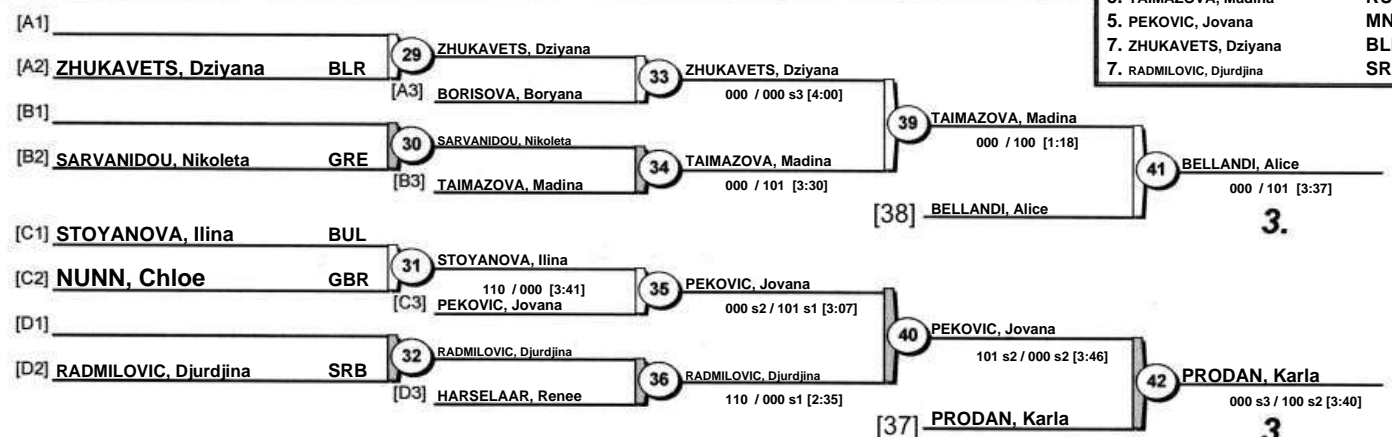 5. PEKOVIC, Jovana
7. ZHUKAVETS, Dziyana
7. RADMILOVIC, Djurdjina SR
[A1]
[A2] ZHUKAVETS, Dziyana BLR
29 ZHUKAVETS, Dziyana
[A3] BORISOVA, Boryana
33 ZHUKAVETS, Dziyana
000 / 000 s3 [4:00]
[B1]
[B2] SARVANIDOU, Nikoleta GRE
30 SARVANIDOU, Nikoleta
[B3] TAIMAZOVA, Madina
34 TAIMAZOVA, Madina
000 / 101 [3:30]
39 TAIMAZOVA, Madina
000 / 100 [1:18]
[38] BELLANDI, Alice
41 BELLANDI, Alice
000 / 101 [3:37]
3.
[C1] STOYANOVA, Ilina BUL
[C2] NUNN, Chloe GBR
31 STOYANOVA, Ilina
110 / 000 [3:41]
[C3] PEKOVIC, Jovana
35 PEKOVIC, Jovana
000 s2 / 101 s1 [3:07]
[D1]
[D2] RADMILOVIC, Djurdjina SRB
32 RADMILOVIC, Djurdjina
[D3] HARSELAAR, Renee
36 RADMILOVIC, Djurdjina
110 / 000 s1 [2:35]
40 PEKOVIC, Jovana
101 s2 / 000 s2 [3:46]
[37] PRODAN, Karla
42 PRODAN, Karla
000 s3 / 100 s2 [3:40]
3